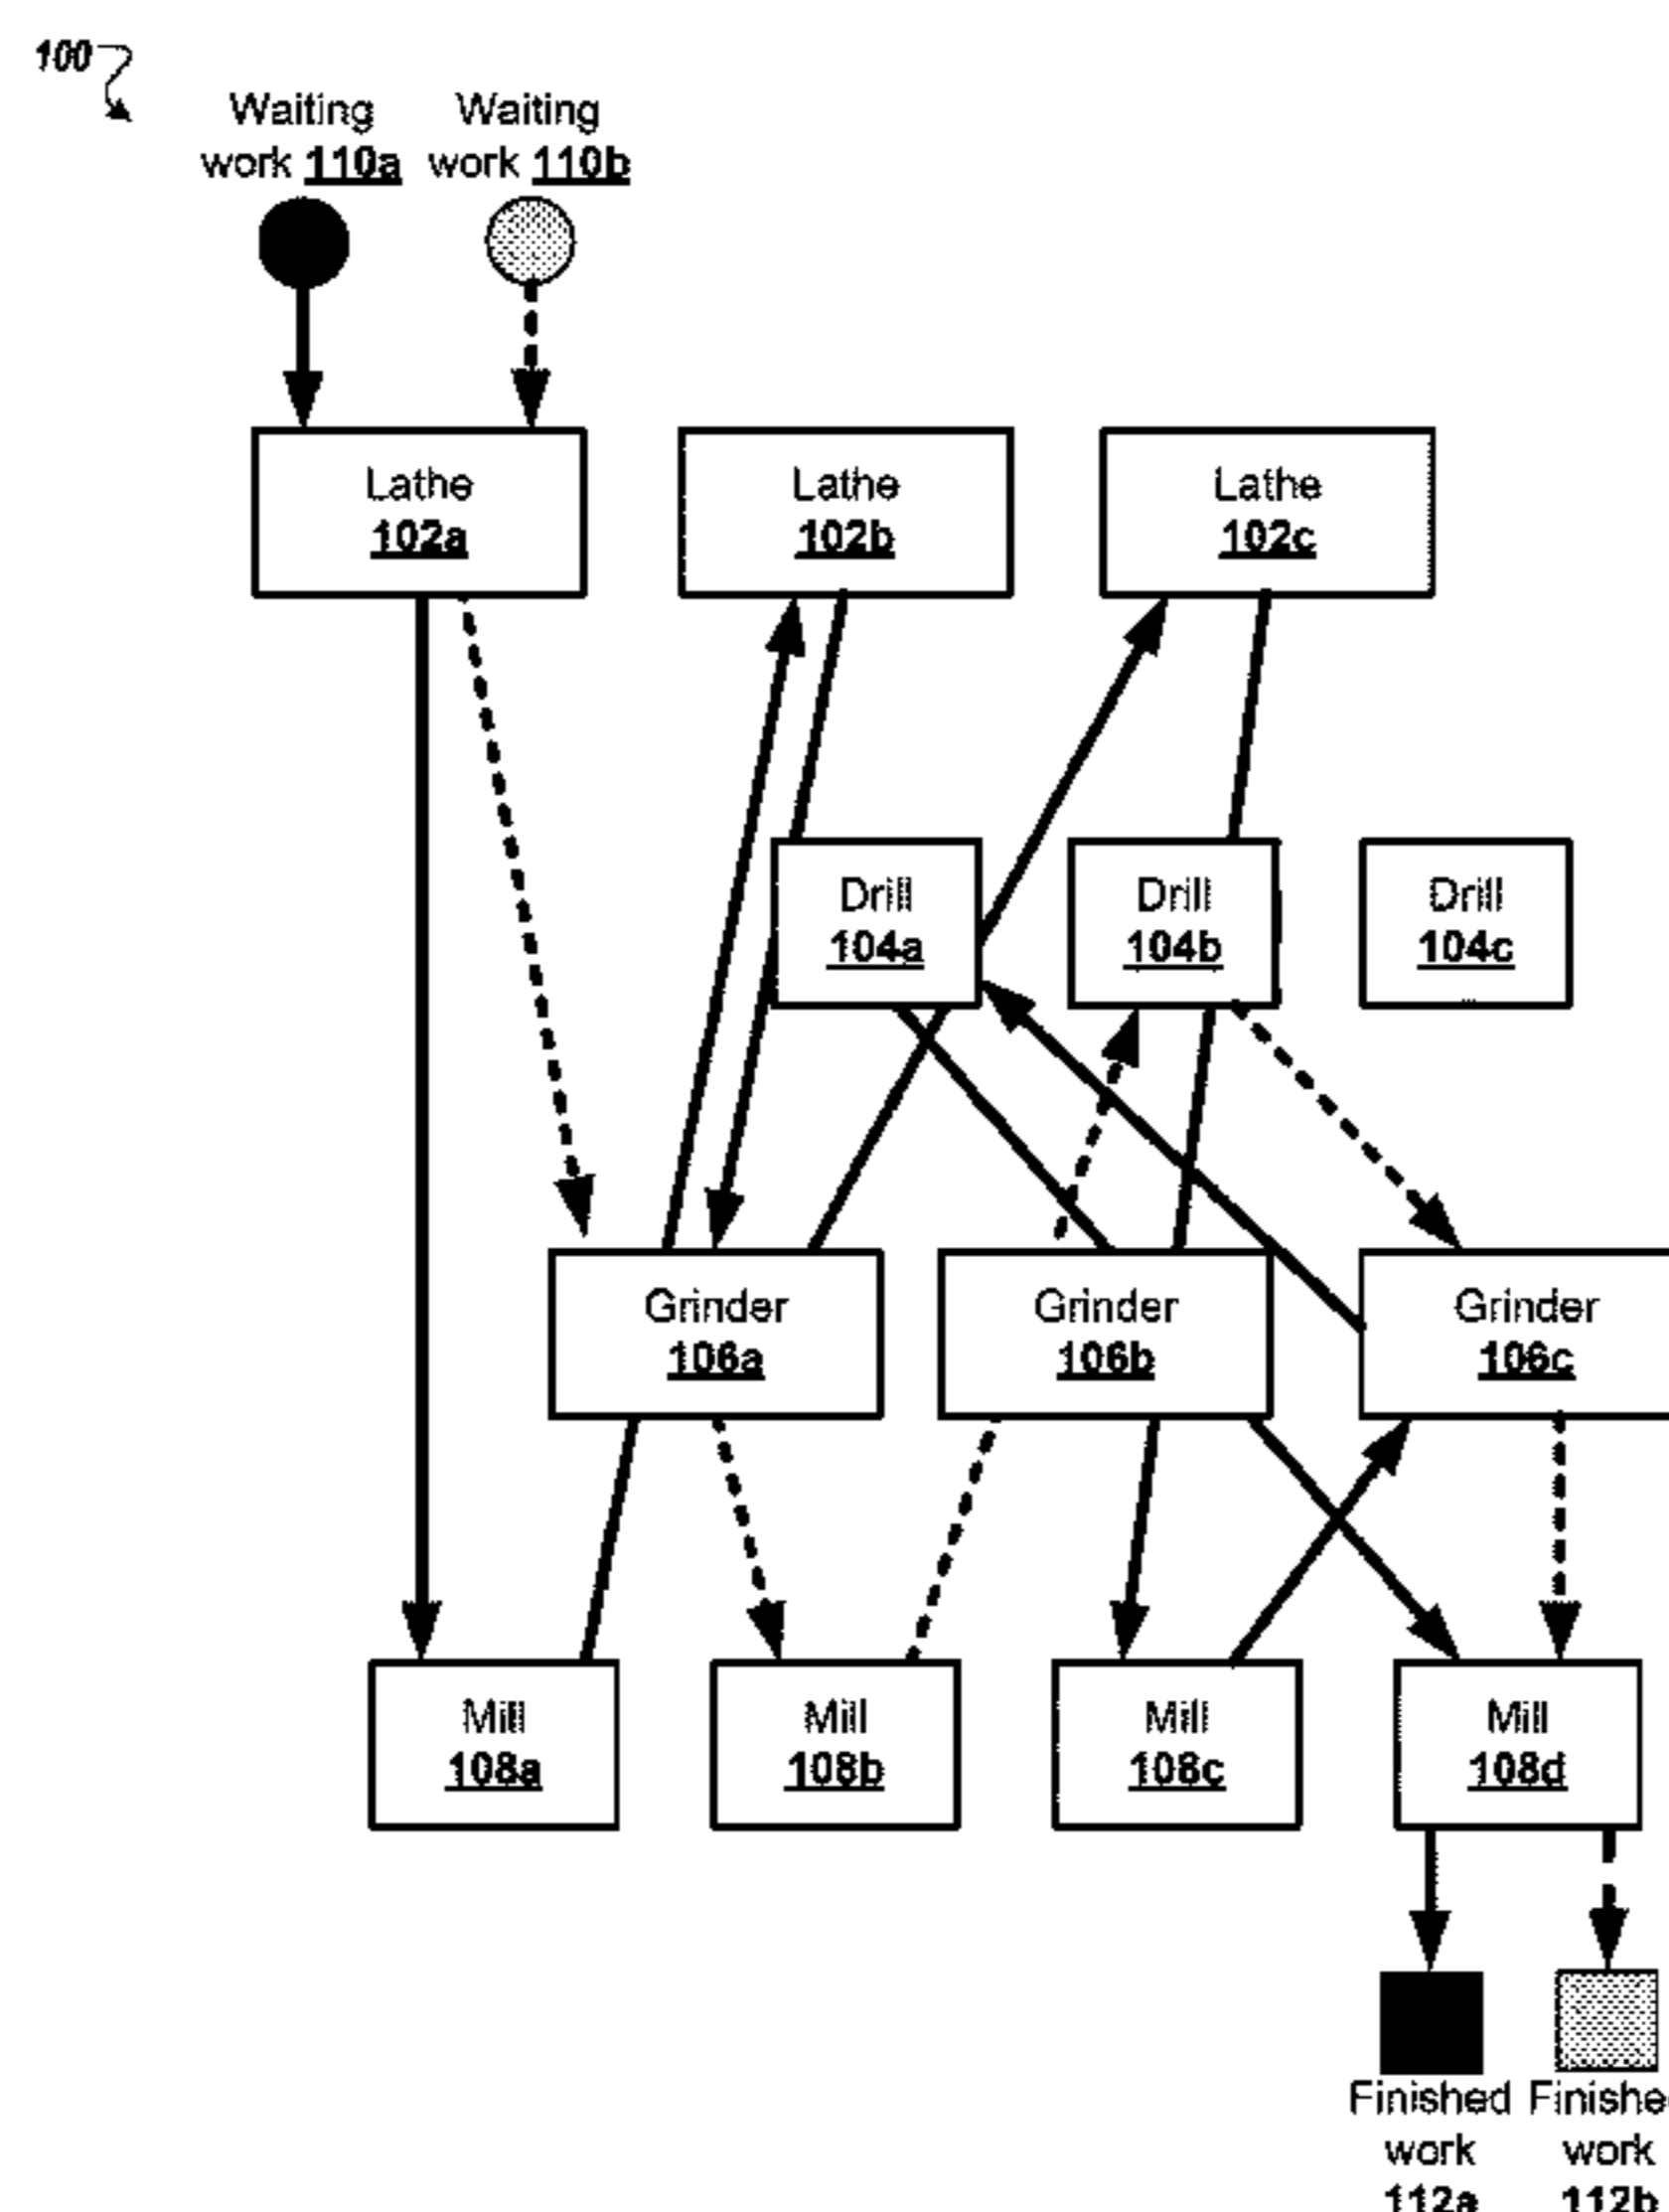 100
Waiting
work 110a
Waiting
work 110b
Lathe
102a
Lathe
102b
Lathe
102c
Drill
104a
Drill
104b
Drill
104c
Grinder
106a
Grinder
106b
Grinder
106c
Mill
108a
Mill
108b
Mill
108c
Mill
108d
Finished
work
112a
Finishe
work
112b